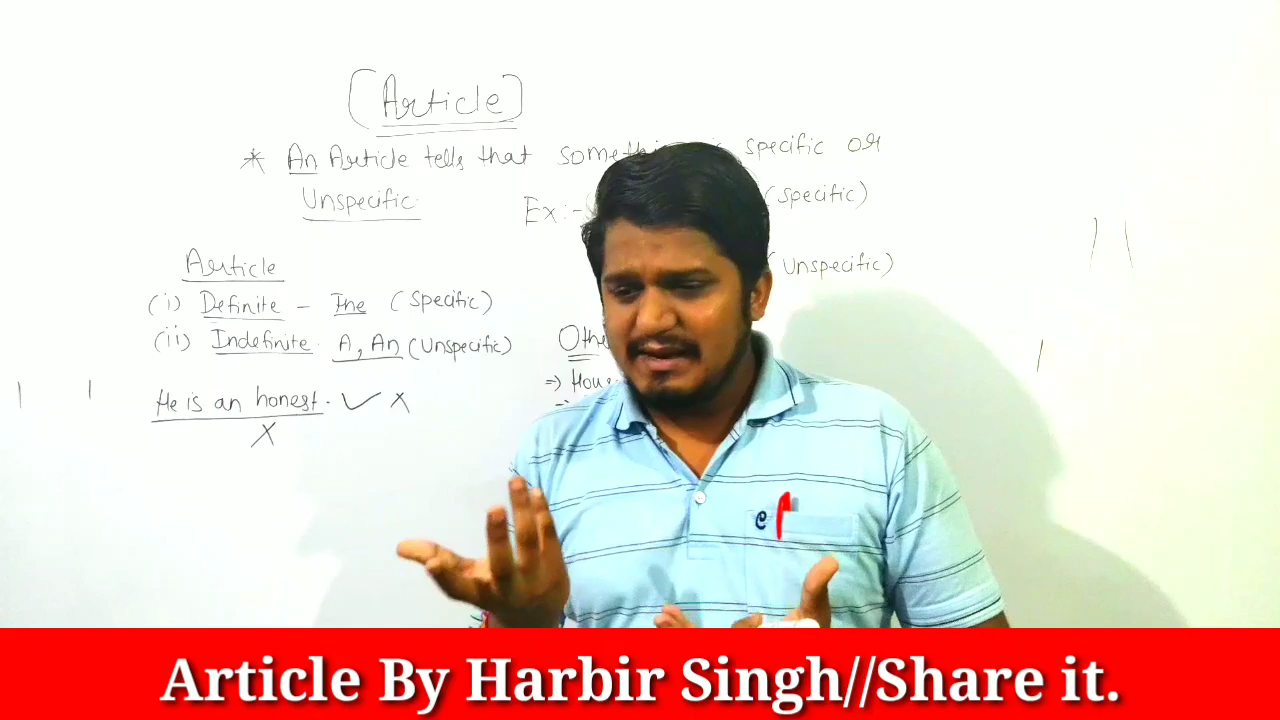 (Article)
* An Article tells that specific or
Unspecific. Ex:- (Specific)
(Unspecific)
Article
(i) Definite - The (Specific)
(ii) Indefinite. A, An (Unspecific)
He is an honest. ✓ X
X
e
Article By Harbir Singh//Share it.